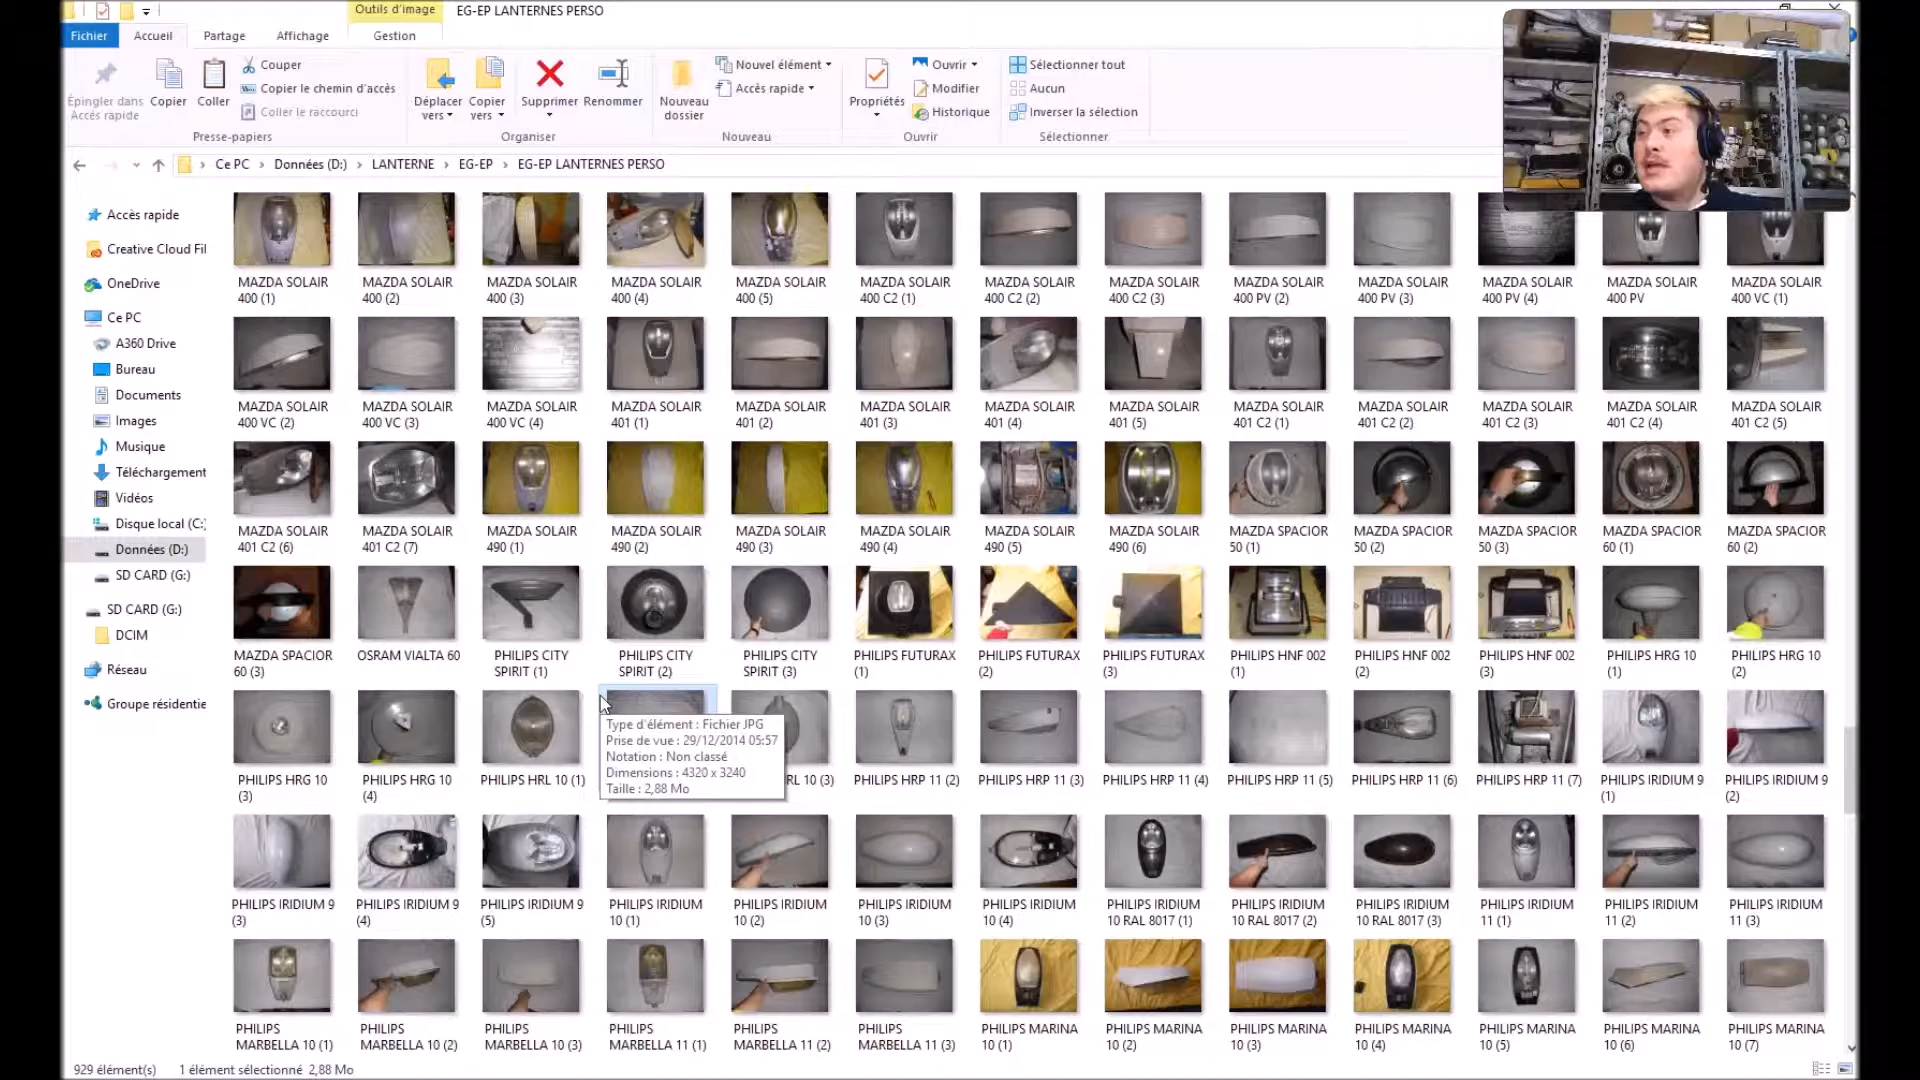 Outils d'image
EG-EP LANTERNES PERSO
Fichier
Accueil
Partage
Affichage
Gestion
Épingler dans
Accès rapide
Copier
Coller
Couper
Copier le chemin d'accès
Coller le raccourci
Presse-papiers
Déplacer
vers
Copier
vers
Supprimer
Renommer
Organiser
Nouveau
dossier
Nouvel élément
Accès rapide
Nouveau
Propriétés
Ouvrir
Modifier
Historique
Ouvrir
Sélectionner tout
Aucun
Inverser la sélection
Sélectionner
Ce PC › Données (D:) › LANTERNE › EG-EP › EG-EP LANTERNES PERSO
Accès rapide
Creative Cloud Fil
OneDrive
Ce PC
A360 Drive
Bureau
Documents
Images
Musique
Téléchargement
Vidéos
Disque local (C:)
Données (D:)
SD CARD (G:)
SD CARD (G:)
DCIM
Réseau
Groupe résidentie
MAZDA SOLAIR 400 (1)
MAZDA SOLAIR 400 (2)
MAZDA SOLAIR 400 (3)
MAZDA SOLAIR 400 (4)
MAZDA SOLAIR 400 (5)
MAZDA SOLAIR 400 C2 (1)
MAZDA SOLAIR 400 C2 (2)
MAZDA SOLAIR 400 C2 (3)
MAZDA SOLAIR 400 PV (2)
MAZDA SOLAIR 400 PV (3)
MAZDA SOLAIR 400 PV (4)
MAZDA SOLAIR 400 PV
MAZDA SOLAIR 400 VC (1)
MAZDA SOLAIR 400 VC (2)
MAZDA SOLAIR 400 VC (3)
MAZDA SOLAIR 400 VC (4)
MAZDA SOLAIR 401 (1)
MAZDA SOLAIR 401 (2)
MAZDA SOLAIR 401 (3)
MAZDA SOLAIR 401 (4)
MAZDA SOLAIR 401 (5)
MAZDA SOLAIR 401 C2 (1)
MAZDA SOLAIR 401 C2 (2)
MAZDA SOLAIR 401 C2 (3)
MAZDA SOLAIR 401 C2 (4)
MAZDA SOLAIR 401 C2 (5)
MAZDA SOLAIR 401 C2 (6)
MAZDA SOLAIR 401 C2 (7)
MAZDA SOLAIR 490 (1)
MAZDA SOLAIR 490 (2)
MAZDA SOLAIR 490 (3)
MAZDA SOLAIR 490 (4)
MAZDA SOLAIR 490 (5)
MAZDA SOLAIR 490 (6)
MAZDA SPACIOR 50 (1)
MAZDA SPACIOR 50 (2)
MAZDA SPACIOR 50 (3)
MAZDA SPACIOR 60 (1)
MAZDA SPACIOR 60 (2)
MAZDA SPACIOR 60 (3)
OSRAM VIALTA 60
PHILIPS CITY SPIRIT (1)
PHILIPS CITY SPIRIT (2)
PHILIPS CITY SPIRIT (3)
PHILIPS FUTURAX (1)
PHILIPS FUTURAX (2)
PHILIPS FUTURAX (3)
PHILIPS HNF 002 (1)
PHILIPS HNF 002 (2)
PHILIPS HNF 002 (3)
PHILIPS HRG 10 (1)
PHILIPS HRG 10 (2)
PHILIPS HRG 10 (3)
PHILIPS HRG 10 (4)
PHILIPS HRL 10 (1)
Type d'élément : Fichier JPG
Prise de vue : 29/12/2014 05:57
Notation : Non classé
Dimensions : 4320 x 3240
Taille : 2,88 Mo
RL 10 (3)
PHILIPS HRP 11 (2)
PHILIPS HRP 11 (3)
PHILIPS HRP 11 (4)
PHILIPS HRP 11 (5)
PHILIPS HRP 11 (6)
PHILIPS HRP 11 (7)
PHILIPS IRIDIUM 9 (1)
PHILIPS IRIDIUM 9 (2)
PHILIPS IRIDIUM 9 (3)
PHILIPS IRIDIUM 9 (4)
PHILIPS IRIDIUM 9 (5)
PHILIPS IRIDIUM 10 (1)
PHILIPS IRIDIUM 10 (2)
PHILIPS IRIDIUM 10 (3)
PHILIPS IRIDIUM 10 (4)
PHILIPS IRIDIUM 10 RAL 8017 (1)
PHILIPS IRIDIUM 10 RAL 8017 (2)
PHILIPS IRIDIUM 10 RAL 8017 (3)
PHILIPS IRIDIUM 11 (1)
PHILIPS IRIDIUM 11 (2)
PHILIPS IRIDIUM 11 (3)
PHILIPS MARBELLA 10 (1)
PHILIPS MARBELLA 10 (2)
PHILIPS MARBELLA 10 (3)
PHILIPS MARBELLA 11 (1)
PHILIPS MARBELLA 11 (2)
PHILIPS MARBELLA 11 (3)
PHILIPS MARINA 10 (1)
PHILIPS MARINA 10 (2)
PHILIPS MARINA 10 (3)
PHILIPS MARINA 10 (4)
PHILIPS MARINA 10 (5)
PHILIPS MARINA 10 (6)
PHILIPS MARINA 10 (7)
929 élément(s)
1 élément sélectionné 2,88 Mo